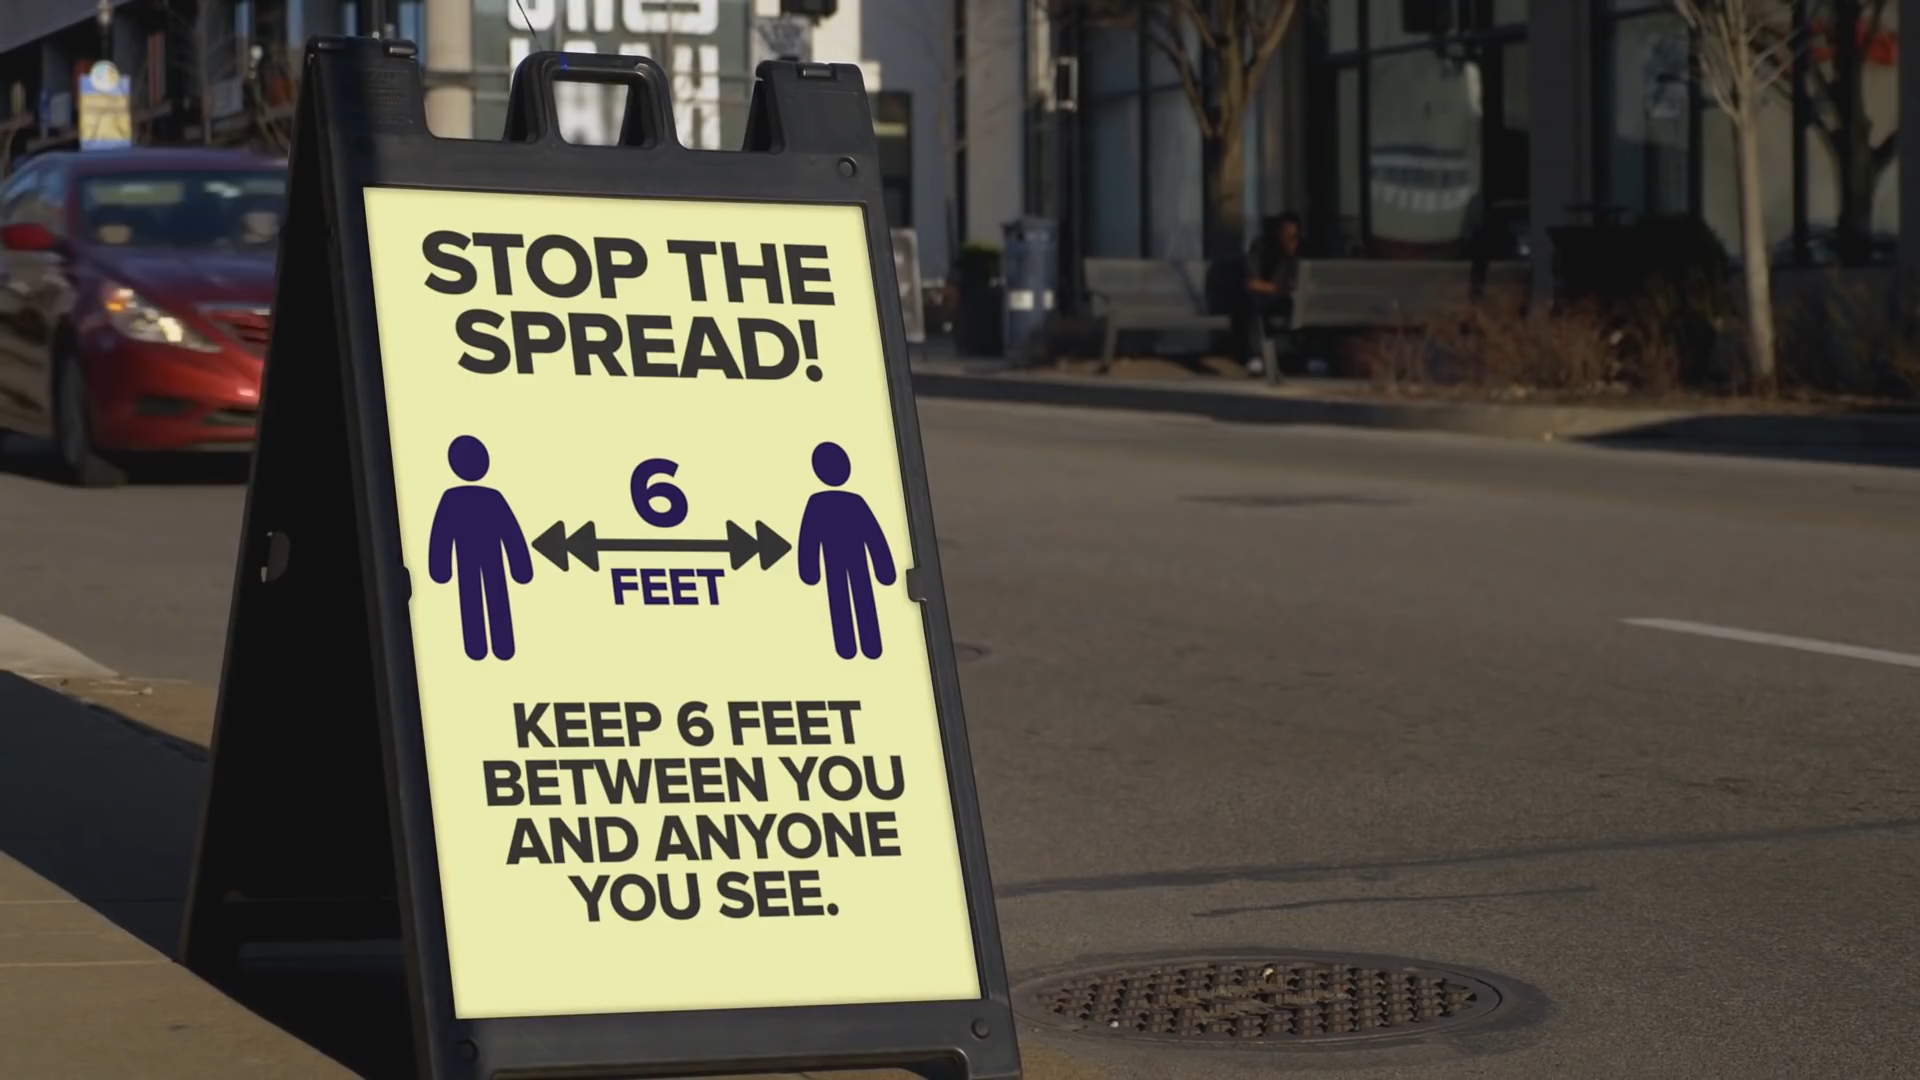 STOP THE
SPREAD!
6
FEET
KEEP 6 FEET
BETWEEN YOU
AND ANYONE
YOU SEE.